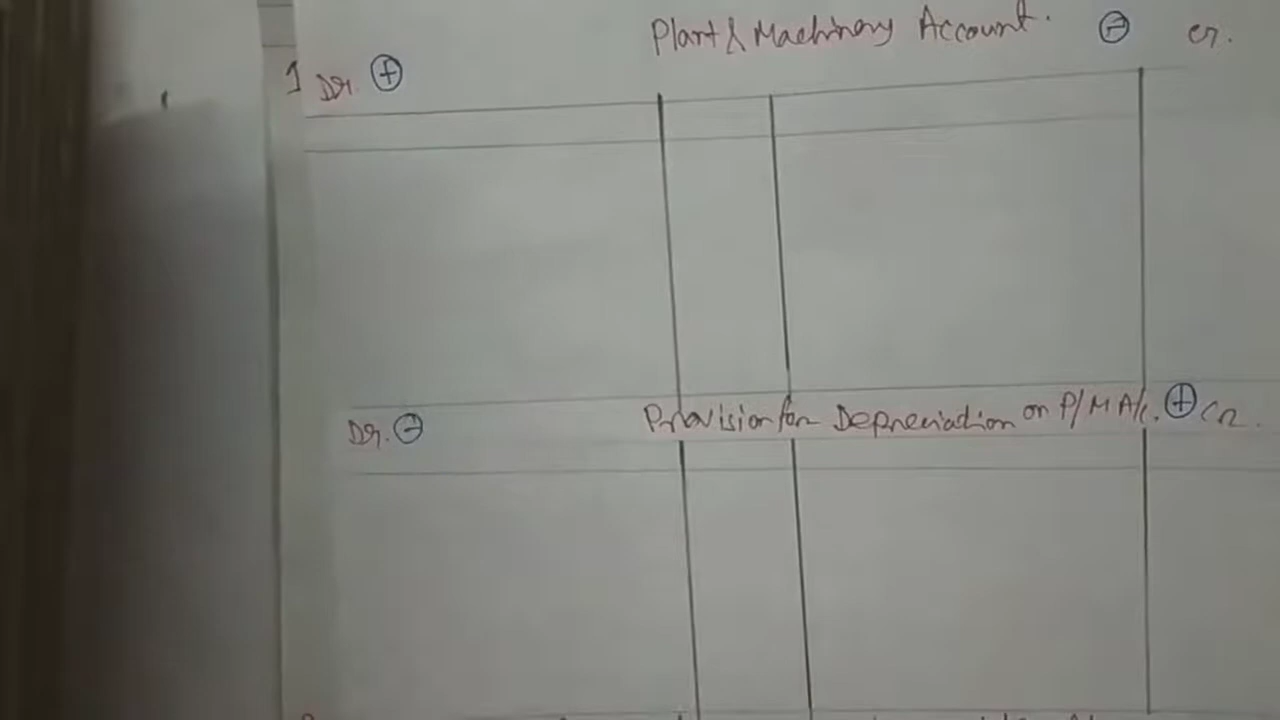 Plant & Machinery Account. ⊖ cr.
1 Dr. ⊕
Dr. ⊖ Provision for Depreciation on P/M A/c. ⊕ Cr.